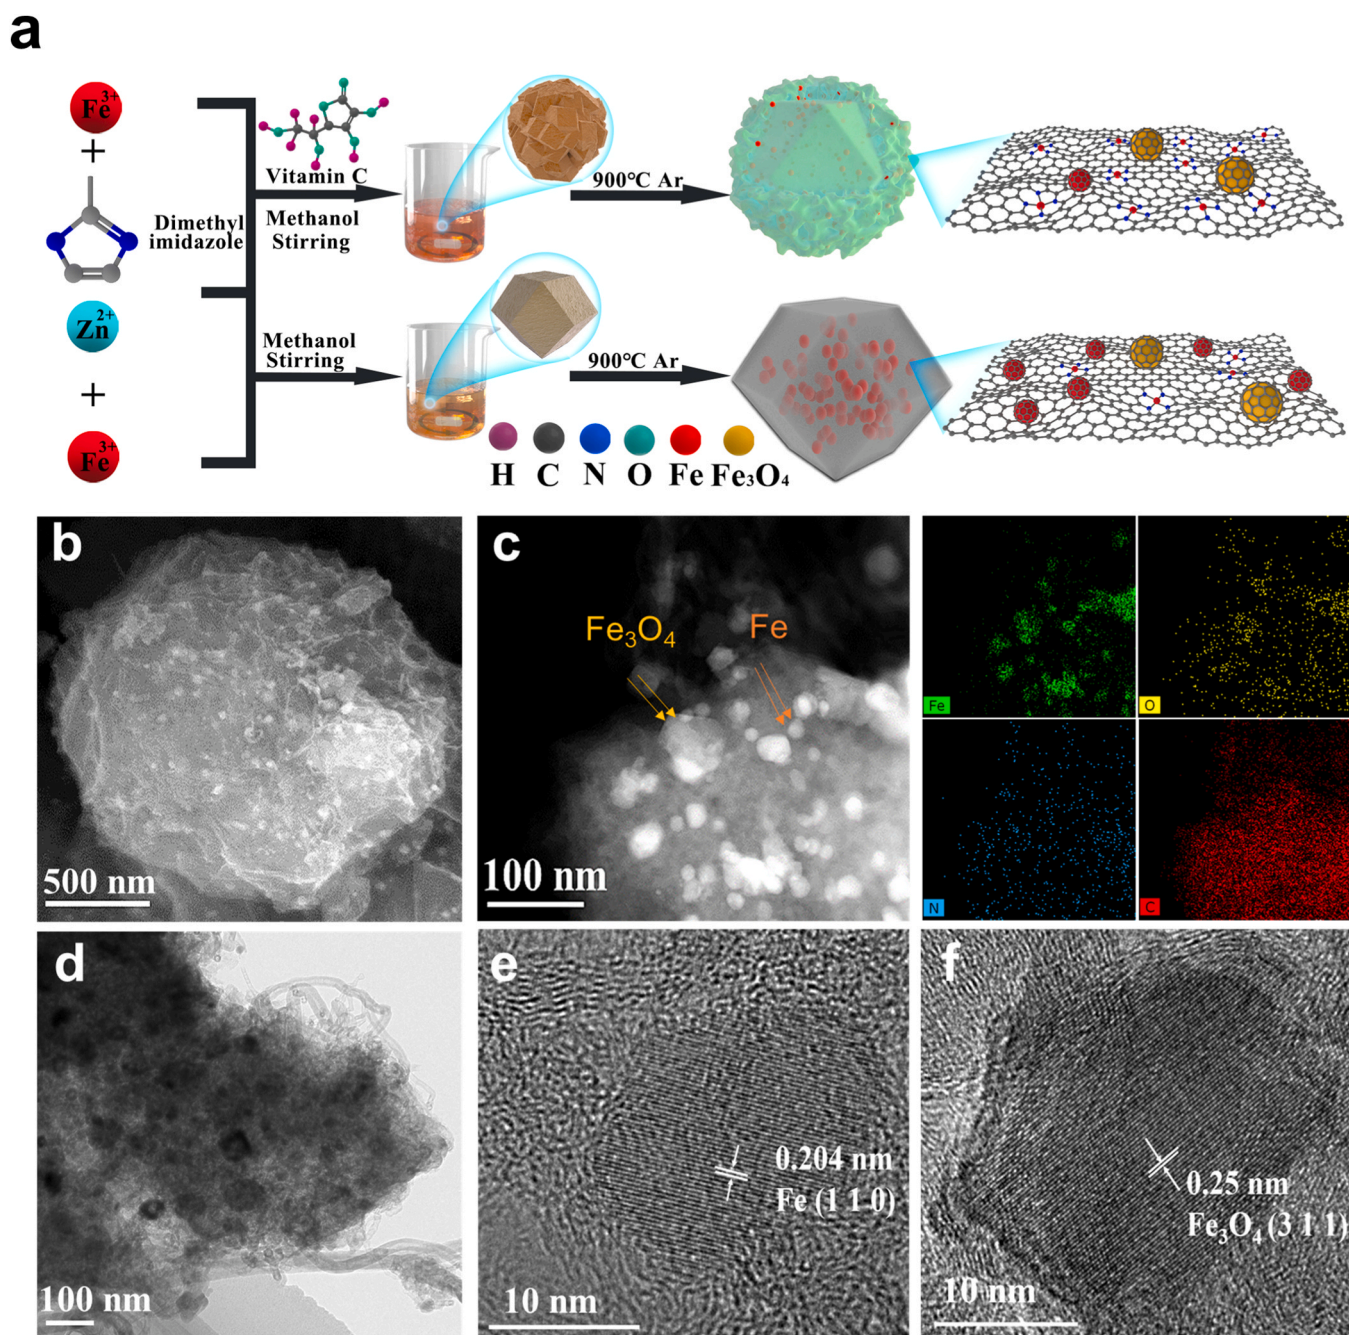 a
Fe3+
+
Dimethyl
imidazole
Zn2+
+
Fe3+
Vitamin C
Methanol
Stirring
900℃ Ar
Methanol
Stirring
900℃ Ar
H C N O Fe Fe₃O₄
b
500 nm
c
Fe₃O₄
Fe
100 nm
Fe
O
N
C
d
100 nm
e
0.204 nm
Fe (1 1 0)
10 nm
f
0.25 nm
Fe₃O₄ (3 1 1)
10 nm